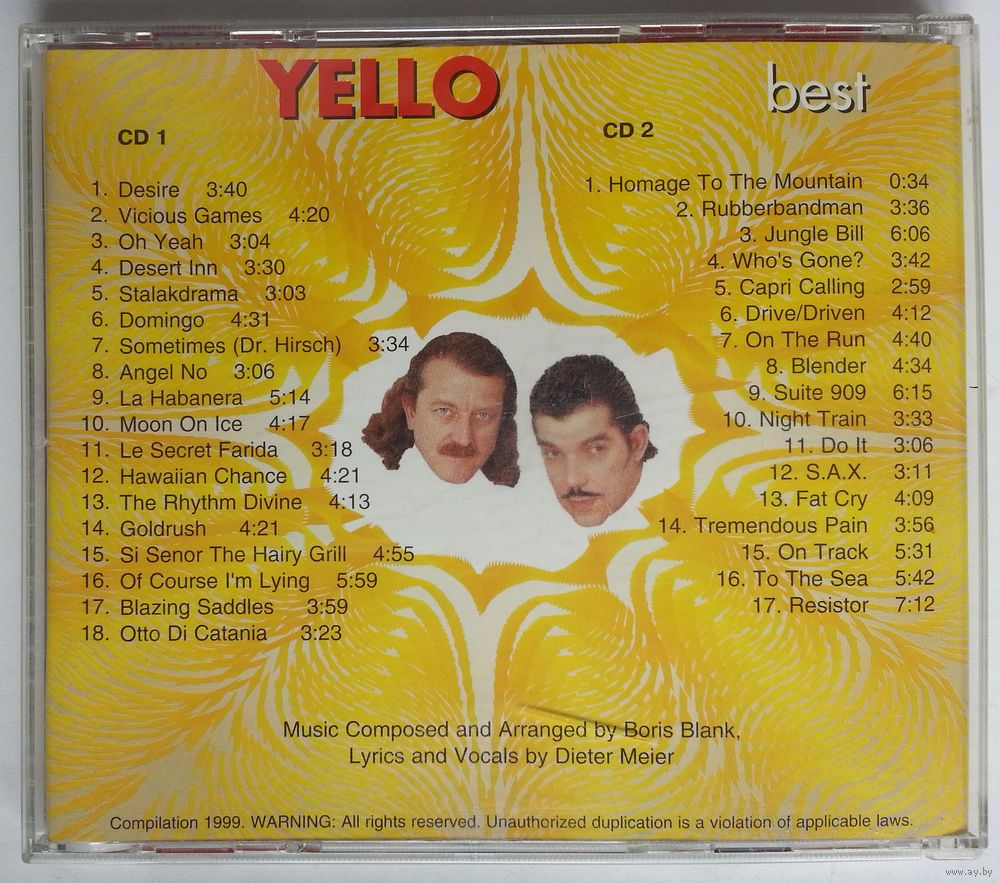 YELLO
best
CD 1
1. Desire 3:40
2. Vicious Games 4:20
3. Oh Yeah 3:04
4. Desert Inn 3:30
5. Stalakdrama 3:03
6. Domingo 4:31
7. Sometimes (Dr. Hirsch) 3:34
8. Angel No 3:06
9. La Habanera 5:14
10. Moon On Ice 4:17
11. Le Secret Farida 3:18
12. Hawaiian Chance 4:21
13. The Rhythm Divine 4:13
14. Goldrush 4:21
15. Si Senor The Hairy Grill 4:55
16. Of Course I'm Lying 5:59
17. Blazing Saddles 3:59
18. Otto Di Catania 3:23
CD 2
1. Homage To The Mountain 0:34
2. Rubberbandman 3:36
3. Jungle Bill 6:06
4. Who's Gone? 3:42
5. Capri Calling 2:59
6. Drive/Driven 4:12
7. On The Run 4:40
8. Blender 4:34
9. Suite 909 6:15
10. Night Train 3:33
11. Do It 3:06
12. S.A.X. 3:11
13. Fat Cry 4:09
14. Tremendous Pain 3:56
15. On Track 5:31
16. To The Sea 5:42
17. Resistor 7:12
Music Composed and Arranged by Boris Blank,
Lyrics and Vocals by Dieter Meier
Compilation 1999. WARNING: All rights reserved. Unauthorized duplication is a violation of applicable laws.
www.ay.by